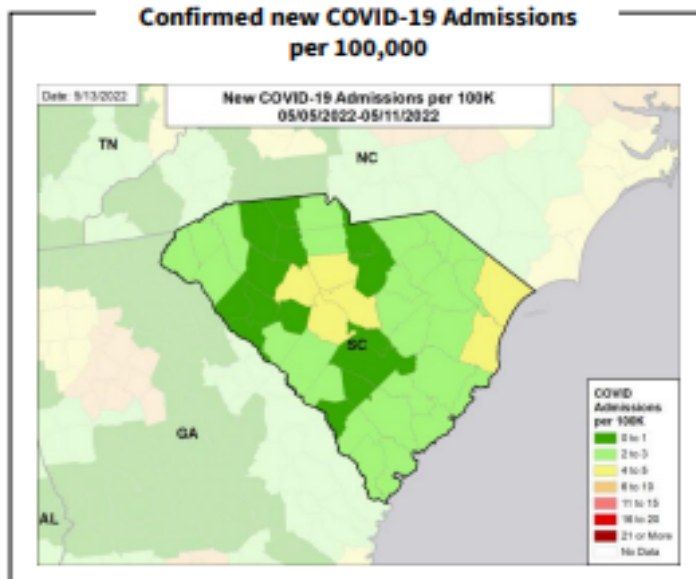 Confirmed new COVID-19 Admissions
per 100,000
Date: 5/13/2022
New COVID-19 Admissions per 100K
05/05/2022-05/11/2022
TN
NC
SC
GA
AL
COVID
Admissions
per 100K
0 to 1
2 to 3
4 to 5
6 to 10
11 to 15
16 to 20
21 or More
No Data